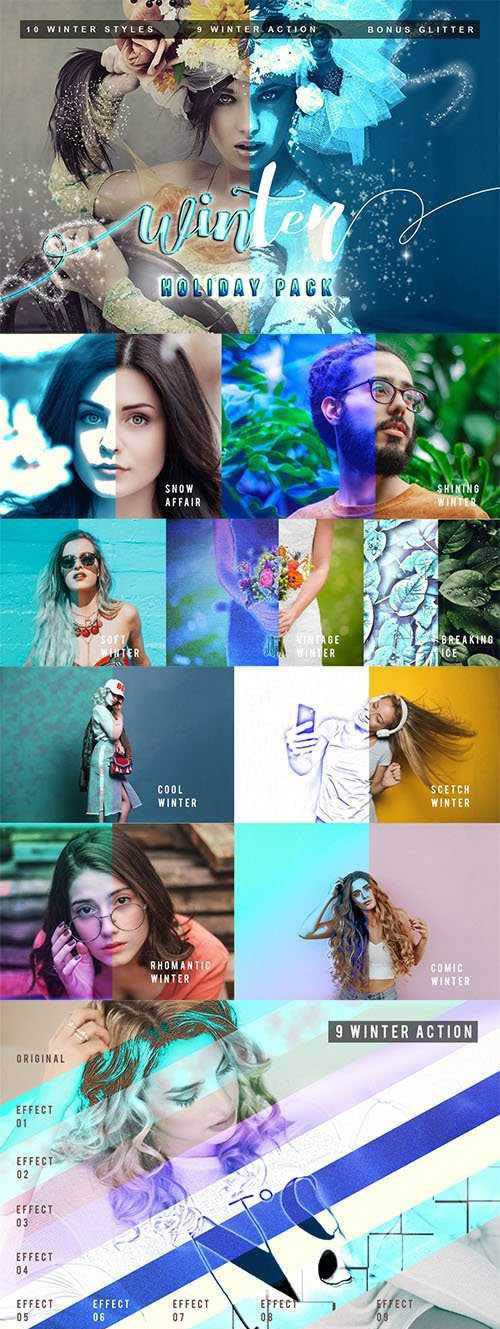 10 WINTER STYLES
9 WINTER ACTION
BONUS GLITTER
Winter
HOLIDAY PACK
SNOW
AFFAIR
SHINING
WINTER
SOFT
WINTER
VINTAGE
WINTER
BREAKING
ICE
COOL
WINTER
SCETCH
WINTER
RHOMANTIC
WINTER
COMIC
WINTER
9 WINTER ACTION
ORIGINAL
EFFECT
01
EFFECT
02
EFFECT
03
EFFECT
04
EFFECT
05
EFFECT
06
EFFECT
07
EFFECT
08
EFFECT
09